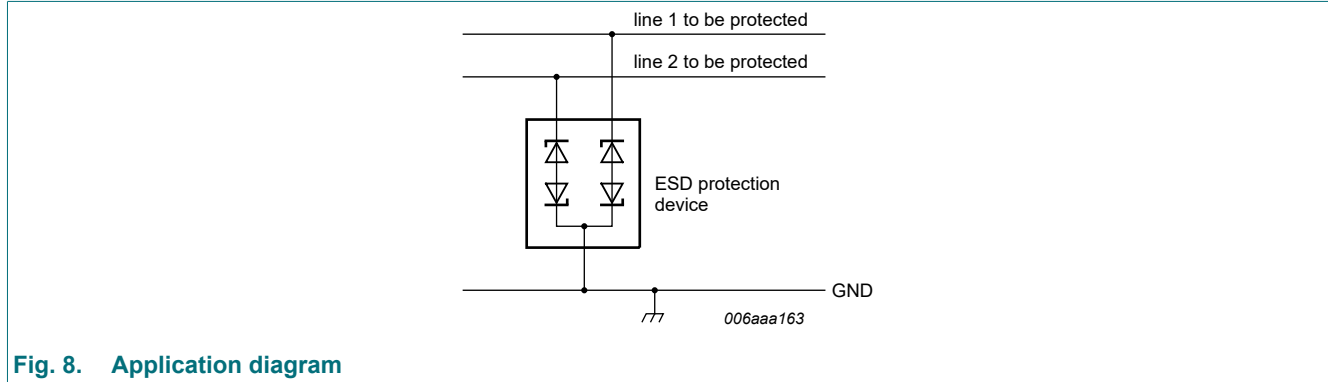 line 1 to be protected
line 2 to be protected
ESD protection
device
GND
006aaa163
Fig. 8. Application diagram